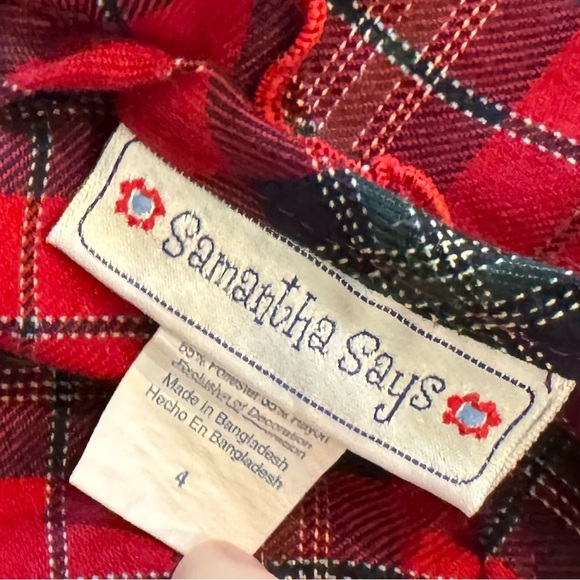 Samantha Says
65% Polyester 35% Rayon
Exclusive of Decoration
Made In Bangladesh
Hecho En Bangladesh
4